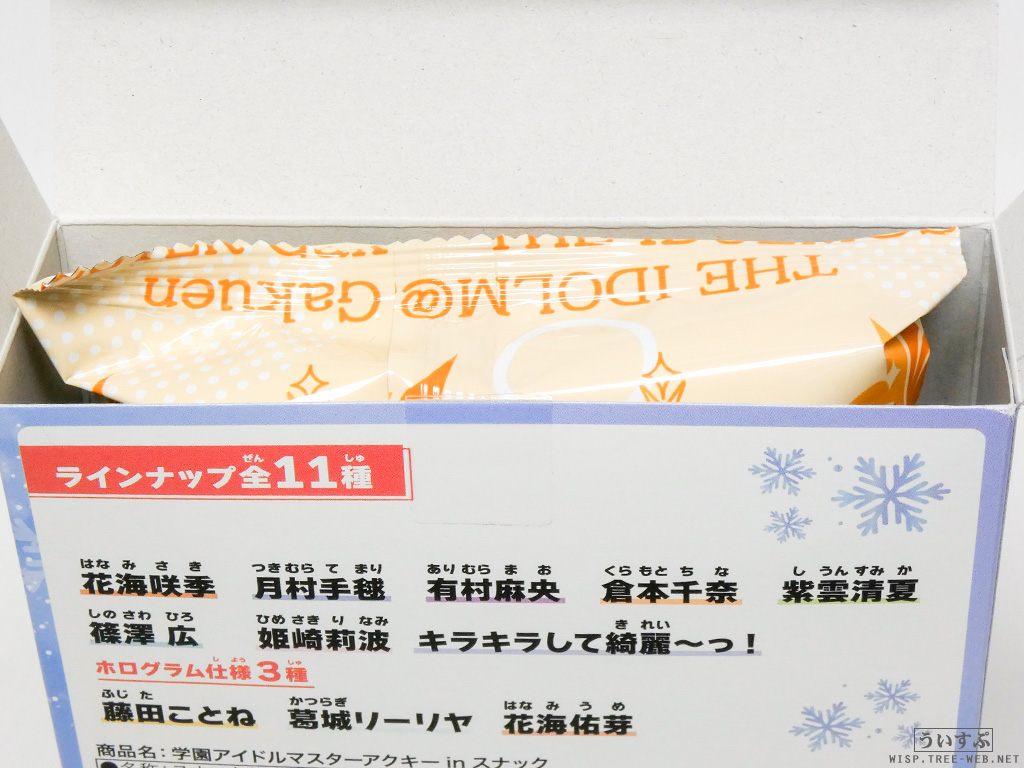 THE IDOLM@ Gakuen
ぜん しゅ
ラインナップ全11種
はな み さ き つきむら て まり ありむら ま お くらもと ち な し うんすみ か
花海咲季 月村手毬 有村麻央 倉本千奈 紫雲清夏
しの さわ ひろ ひめ さき り なみ き れい
篠澤 広 姫崎莉波 キラキラして綺麗〜っ！
し よう しゅ
ホログラム仕様3種
ふじ た かつらぎ はな み う め
藤田ことね 葛城リーリヤ 花海佑芽
商品名：学園アイドルマスターアクキー in スナック
ういすぷ
WISP.TREE-WEB.NET